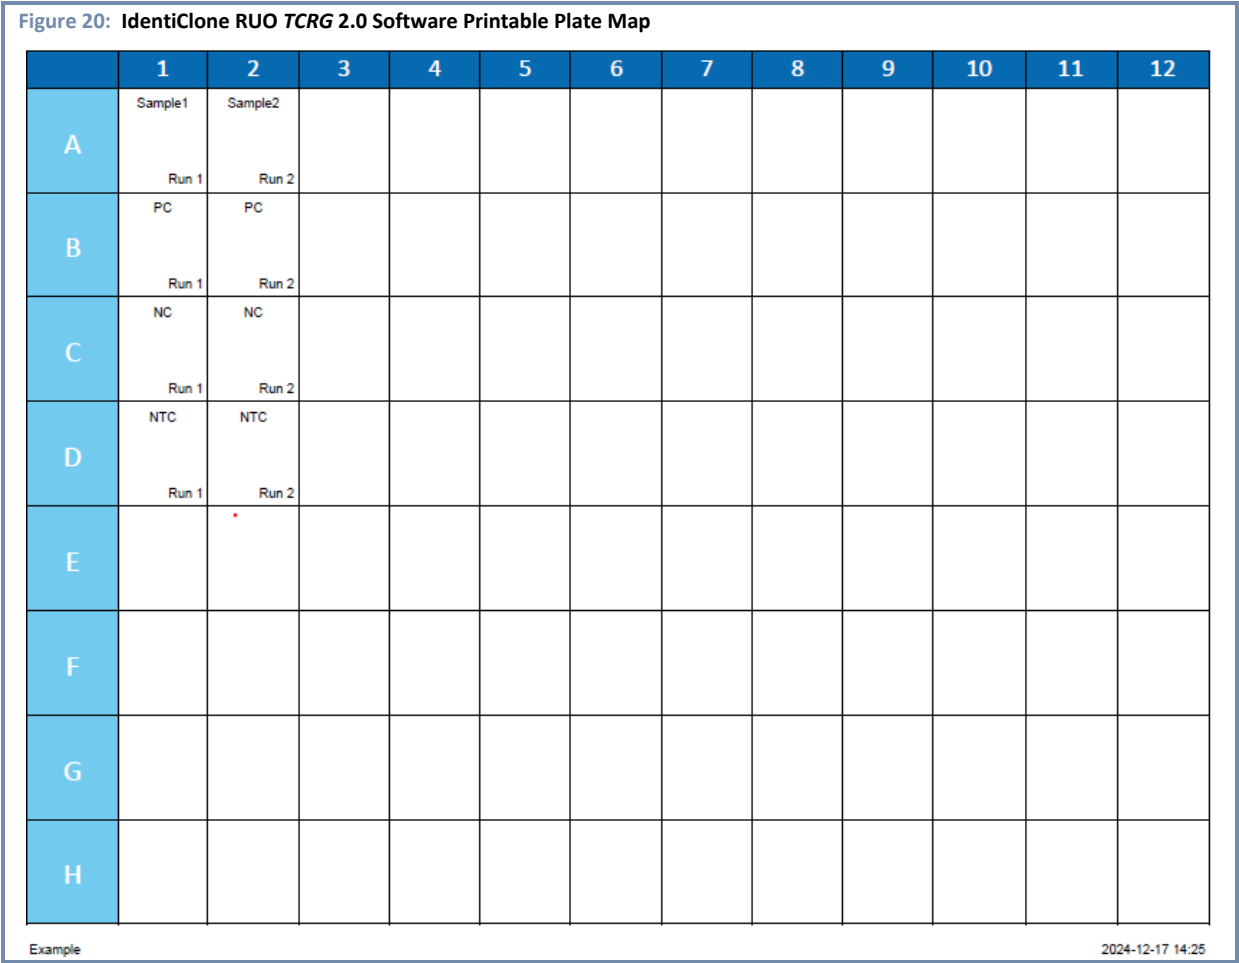 Figure 20: IdentiClone RUO TCRG 2.0 Software Printable Plate Map
1 2 3 4 5 6 7 8 9 10 11 12
A
Sample1 Sample2
Run 1 Run 2
B
PC PC
Run 1 Run 2
C
NC NC
Run 1 Run 2
D
NTC NTC
Run 1 Run 2
E
F
G
H
Example 2024-12-17 14:25